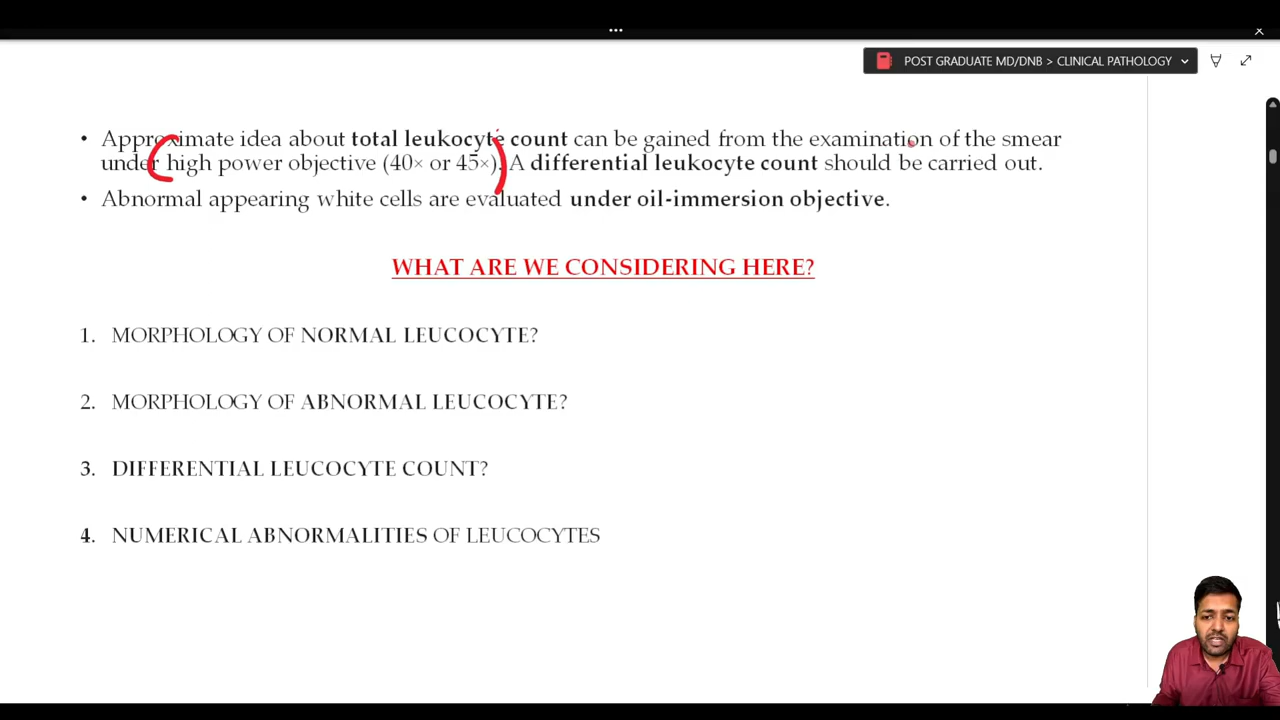 POST GRADUATE MD/DNB > CLINICAL PATHOLOGY
• Approximate idea about total leukocyte count can be gained from the examination of the smear
under high power objective (40× or 45×). A differential leukocyte count should be carried out.
• Abnormal appearing white cells are evaluated under oil-immersion objective.
WHAT ARE WE CONSIDERING HERE?
1. MORPHOLOGY OF NORMAL LEUCOCYTE?
2. MORPHOLOGY OF ABNORMAL LEUCOCYTE?
3. DIFFERENTIAL LEUCOCYTE COUNT?
4. NUMERICAL ABNORMALITIES OF LEUCOCYTES